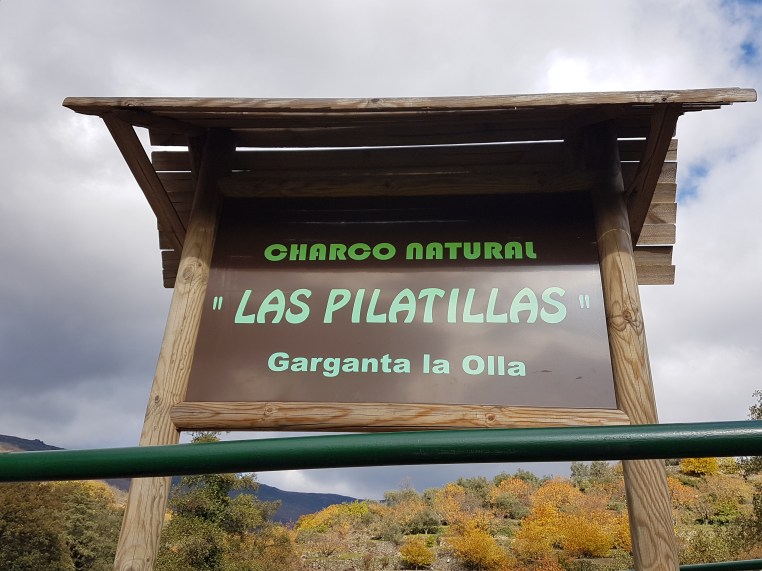 CHARCO NATURAL
" LAS PILATILLAS "
Garganta la Olla